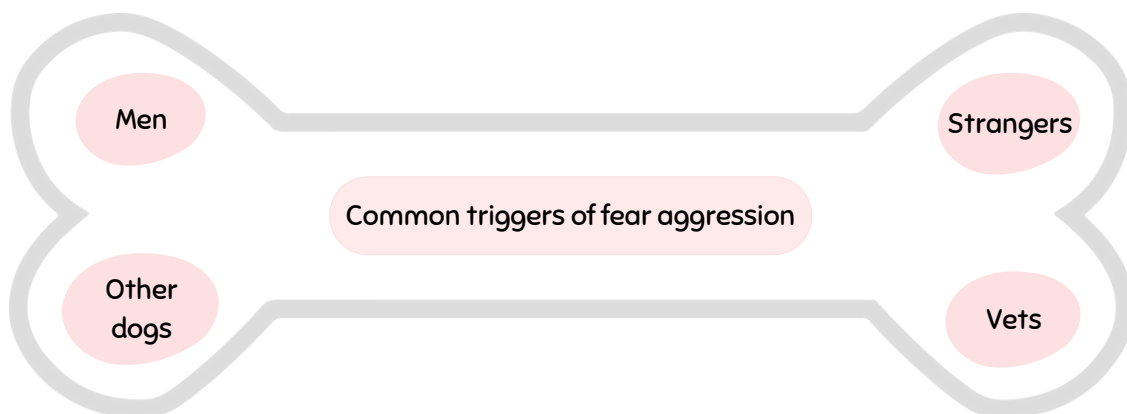 Men
Strangers
Common triggers of fear aggression
Other
dogs
Vets